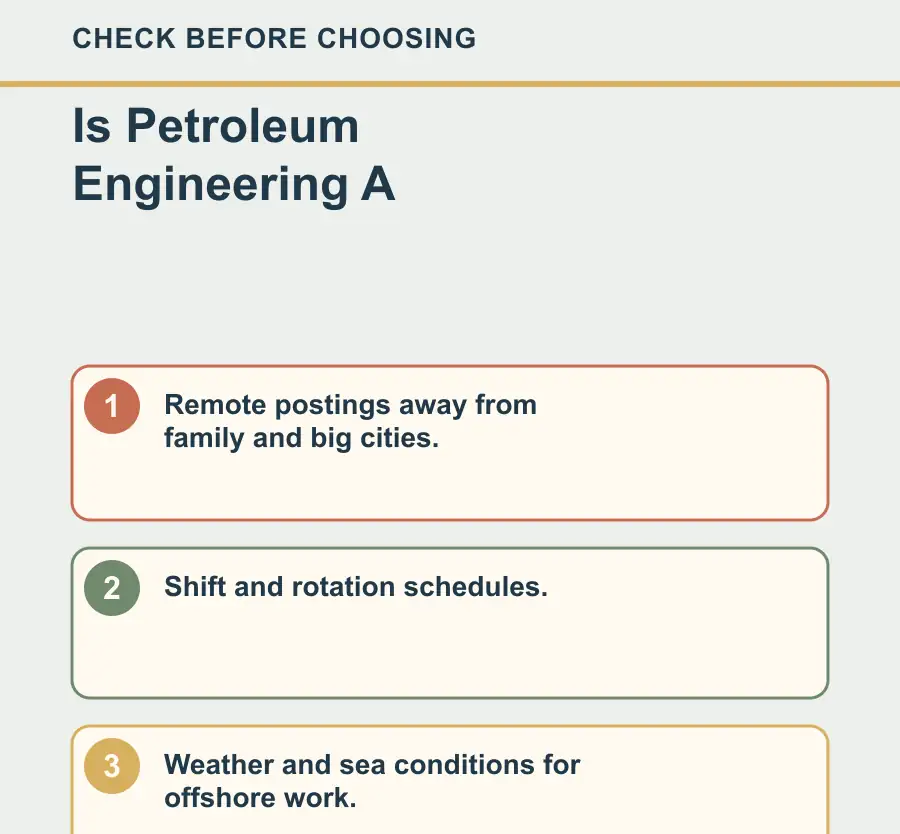 CHECK BEFORE CHOOSING
Is Petroleum
Engineering A
1
Remote postings away from
family and big cities.
2
Shift and rotation schedules.
3
Weather and sea conditions for
offshore work.